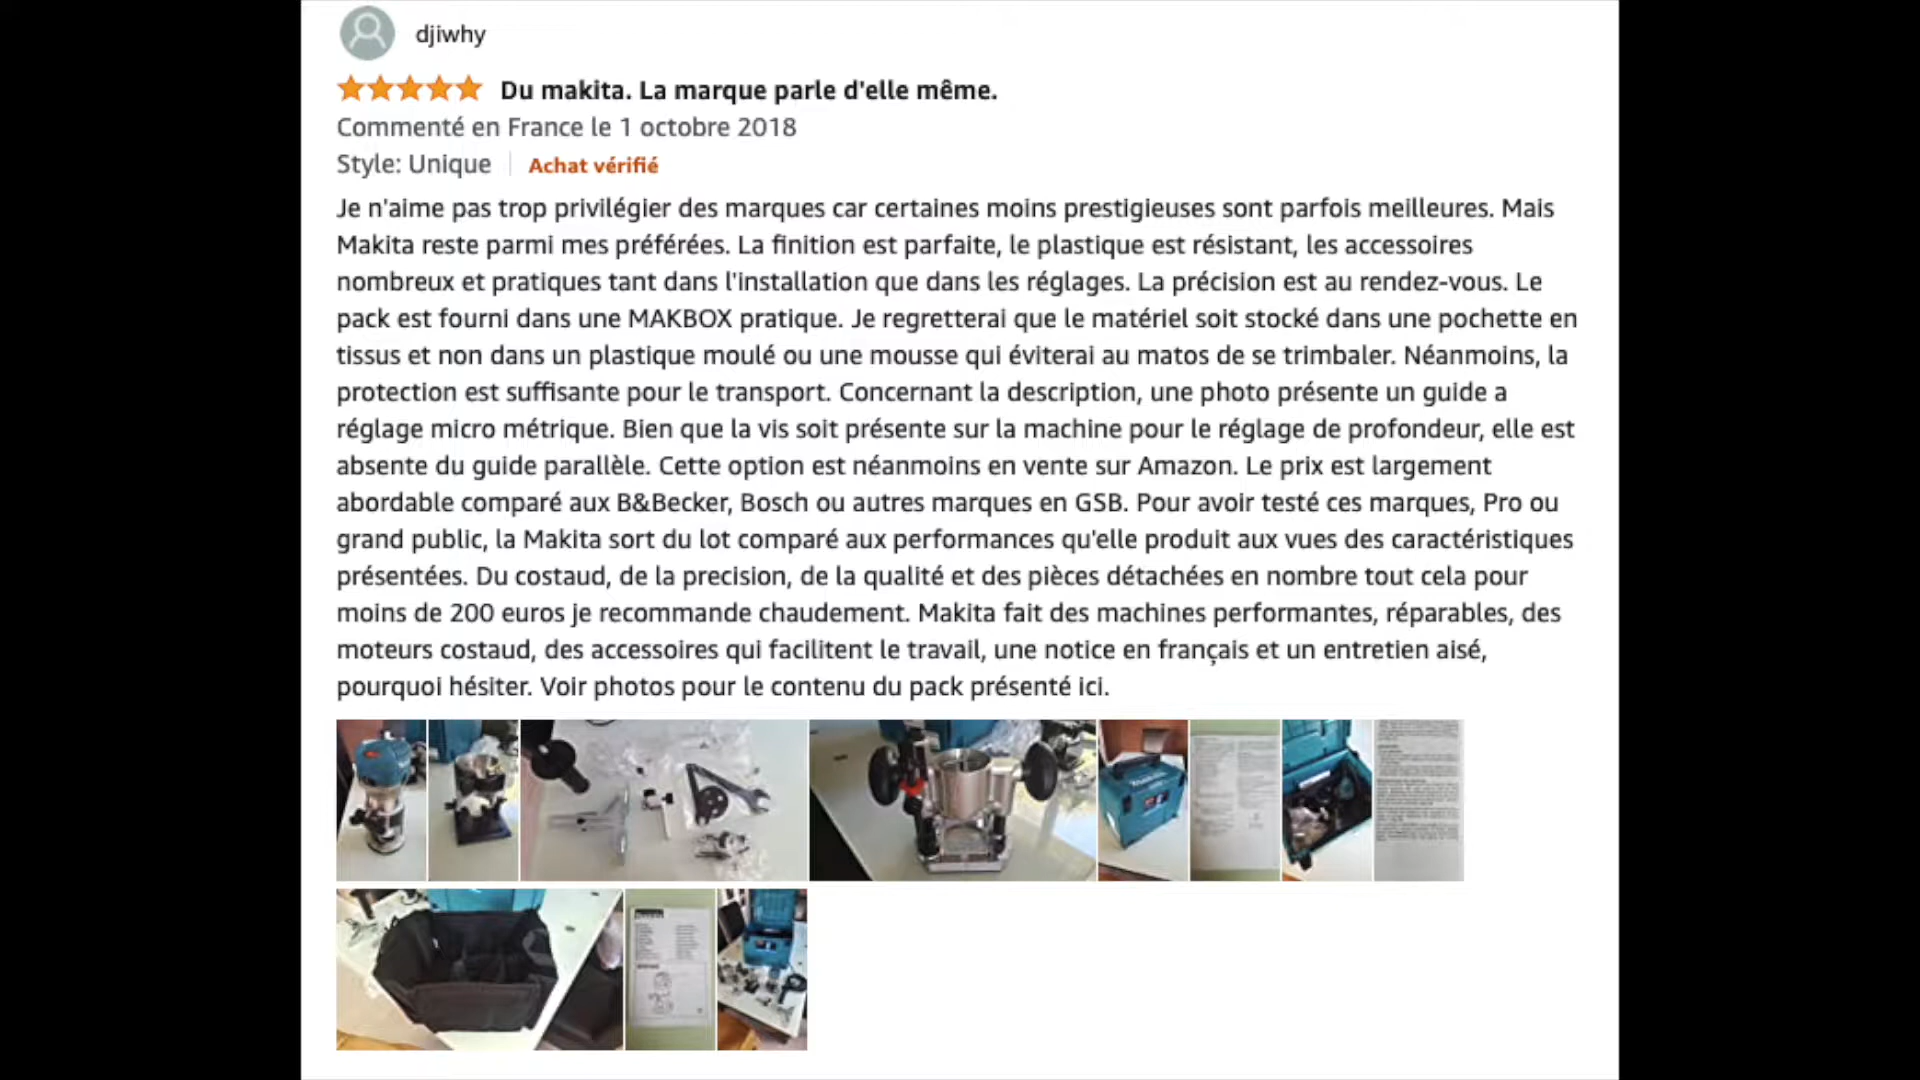 djiwhy
Du makita. La marque parle d'elle même.
Commenté en France le 1 octobre 2018
Style: Unique | Achat vérifié
Je n'aime pas trop privilégier des marques car certaines moins prestigieuses sont parfois meilleures. Mais
Makita reste parmi mes préférées. La finition est parfaite, le plastique est résistant, les accessoires
nombreux et pratiques tant dans l'installation que dans les réglages. La précision est au rendez-vous. Le
pack est fourni dans une MAKBOX pratique. Je regretterai que le matériel soit stocké dans une pochette en
tissus et non dans un plastique moulé ou une mousse qui éviterai au matos de se trimbaler. Néanmoins, la
protection est suffisante pour le transport. Concernant la description, une photo présente un guide a
réglage micro métrique. Bien que la vis soit présente sur la machine pour le réglage de profondeur, elle est
absente du guide parallèle. Cette option est néanmoins en vente sur Amazon. Le prix est largement
abordable comparé aux B&Becker, Bosch ou autres marques en GSB. Pour avoir testé ces marques, Pro ou
grand public, la Makita sort du lot comparé aux performances qu'elle produit aux vues des caractéristiques
présentées. Du costaud, de la precision, de la qualité et des pièces détachées en nombre tout cela pour
moins de 200 euros je recommande chaudement. Makita fait des machines performantes, réparables, des
moteurs costaud, des accessoires qui facilitent le travail, une notice en français et un entretien aisé,
pourquoi hésiter. Voir photos pour le contenu du pack présenté ici.